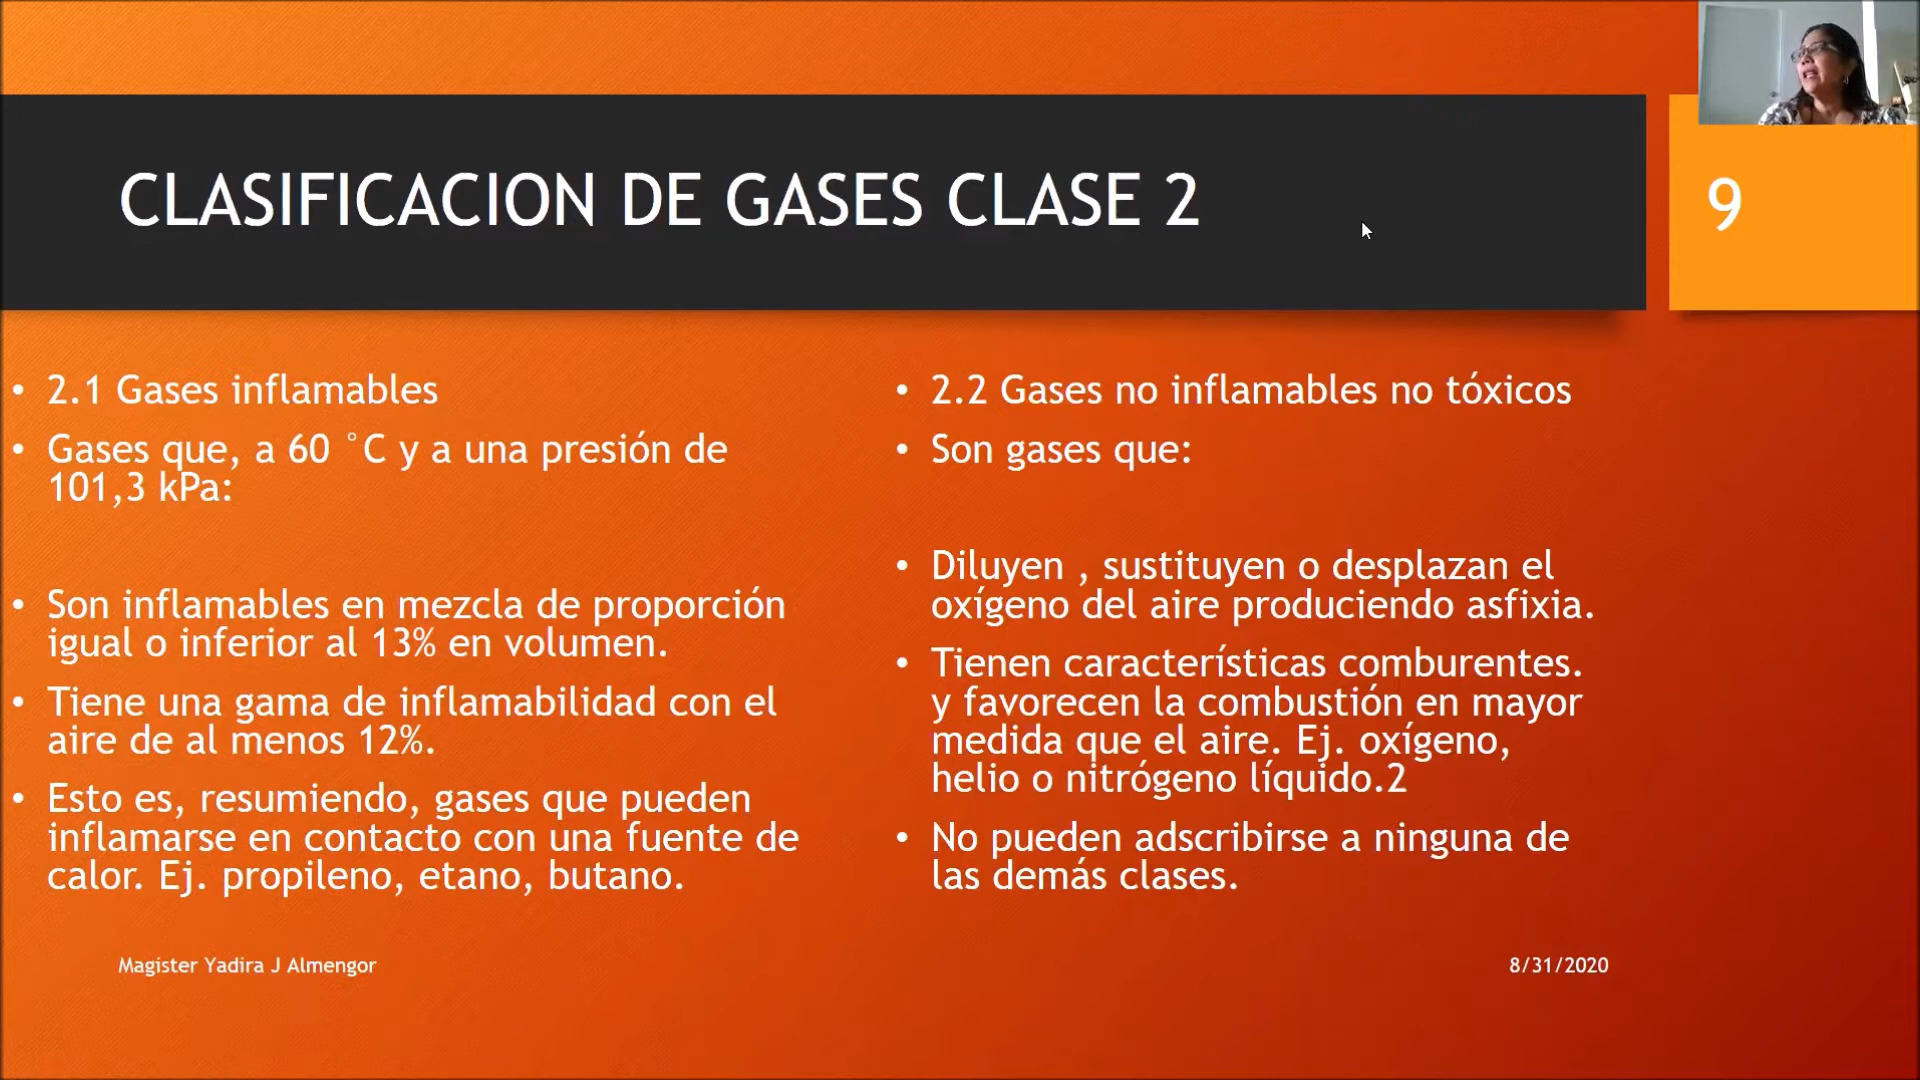 CLASIFICACION DE GASES CLASE 2
9
• 2.1 Gases inflamables
• Gases que, a 60 °C y a una presión de
101,3 kPa:
• Son inflamables en mezcla de proporción
igual o inferior al 13% en volumen.
• Tiene una gama de inflamabilidad con el
aire de al menos 12%.
• Esto es, resumiendo, gases que pueden
inflamarse en contacto con una fuente de
calor. Ej. propileno, etano, butano.
• 2.2 Gases no inflamables no tóxicos
• Son gases que:
• Diluyen , sustituyen o desplazan el
oxígeno del aire produciendo asfixia.
• Tienen características comburentes.
y favorecen la combustión en mayor
medida que el aire. Ej. oxígeno,
helio o nitrógeno líquido.2
• No pueden adscribirse a ninguna de
las demás clases.
Magister Yadira J Almengor
8/31/2020